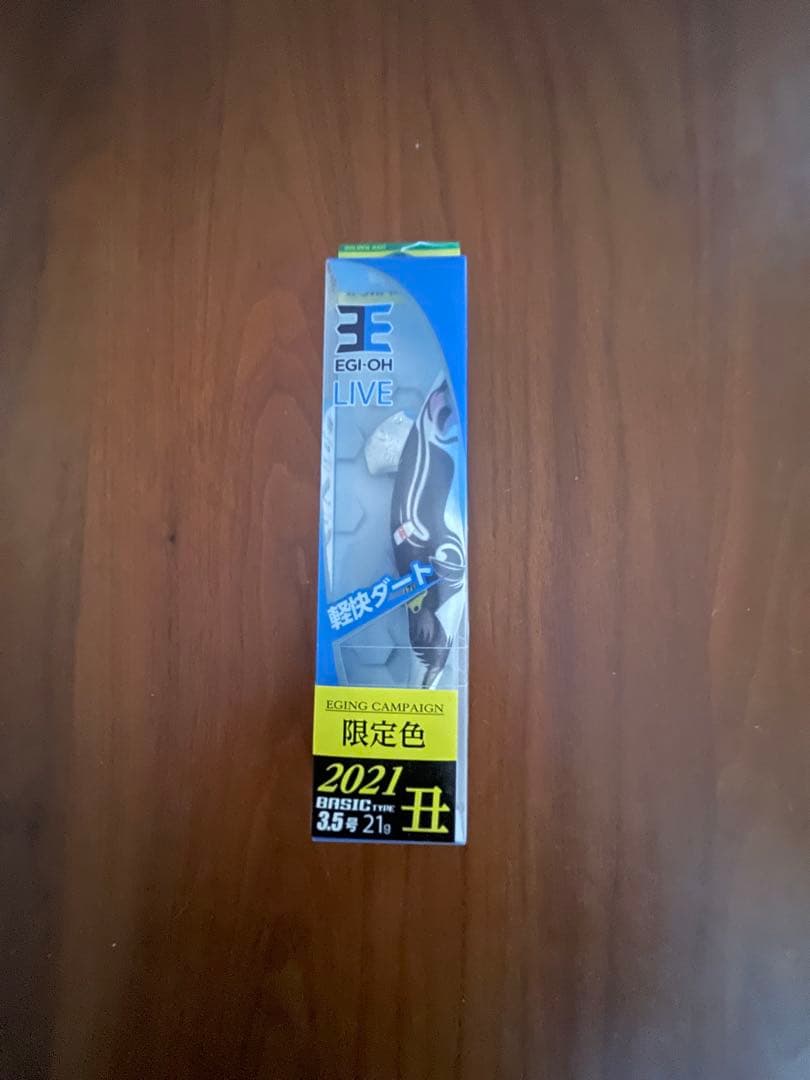 EGI-OH
LIVE
軽快ダート
EGING CAMPAIGN
限定色
2021
BASIC TYPE
3.5号 21g
丑